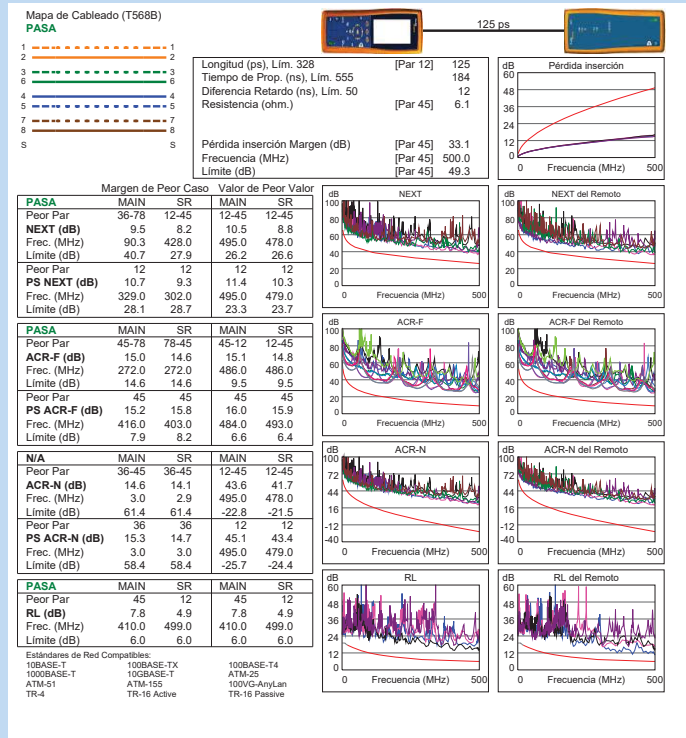 Mapa de Cableado (T568B)
PASA
125 ps
1 1
2 2
3 3
6 6
4 4
5 5
7 7
8 8
S S
Longitud (ps), Lím. 328 [Par 12] 125
Tiempo de Prop. (ns), Lím. 555 184
Diferencia Retardo (ns), Lím. 50 12
Resistencia (ohm.) [Par 45] 6.1
Pérdida inserción Margen (dB) [Par 45] 33.1
Frecuencia (MHz) [Par 45] 500.0
Límite (dB) [Par 45] 49.3
dB Pérdida inserción
60
48
36
24
12
0
0 Frecuencia (MHz) 500
Margen de Peor Caso Valor de Peor Valor
PASA MAIN SR MAIN SR
Peor Par 36-78 12-45 12-45 12-45
NEXT (dB) 9.5 8.2 10.5 8.8
Frec. (MHz) 90.3 428.0 495.0 478.0
Límite (dB) 40.7 27.9 26.2 26.6
Peor Par 12 12 12 12
PS NEXT (dB) 10.7 9.3 11.4 10.3
Frec. (MHz) 329.0 302.0 495.0 479.0
Límite (dB) 28.1 28.7 23.3 23.7
dB NEXT
100
80
60
40
20
0
0 Frecuencia (MHz) 500
dB NEXT del Remoto
100
80
60
40
20
0
0 Frecuencia (MHz) 500
PASA MAIN SR MAIN SR
Peor Par 45-78 78-45 45-12 12-45
ACR-F (dB) 15.0 14.6 15.1 14.8
Frec. (MHz) 272.0 272.0 486.0 486.0
Límite (dB) 14.6 14.6 9.5 9.5
Peor Par 45 45 45 45
PS ACR-F (dB) 15.2 15.8 16.0 15.9
Frec. (MHz) 416.0 403.0 484.0 493.0
Límite (dB) 7.9 8.2 6.6 6.4
dB ACR-F
100
80
60
40
20
0
0 Frecuencia (MHz) 500
dB ACR-F Del Remoto
100
80
60
40
20
0
0 Frecuencia (MHz) 500
N/A MAIN SR MAIN SR
Peor Par 36-45 36-45 12-45 12-45
ACR-N (dB) 14.6 14.1 43.6 41.7
Frec. (MHz) 3.0 2.9 495.0 478.0
Límite (dB) 61.4 61.4 -22.8 -21.5
Peor Par 36 36 12 12
PS ACR-N (dB) 15.3 14.7 45.1 43.4
Frec. (MHz) 3.0 3.0 495.0 479.0
Límite (dB) 58.4 58.4 -25.7 -24.4
dB ACR-N
100
72
44
16
-12
-40
0 Frecuencia (MHz) 500
dB ACR-N del Remoto
100
72
44
16
-12
-40
0 Frecuencia (MHz) 500
PASA MAIN SR MAIN SR
Peor Par 45 12 45 12
RL (dB) 7.8 4.9 7.8 4.9
Frec. (MHz) 410.0 499.0 410.0 499.0
Límite (dB) 6.0 6.0 6.0 6.0
dB RL
60
48
36
24
12
0
0 Frecuencia (MHz) 500
dB RL del Remoto
60
48
36
24
12
0
0 Frecuencia (MHz) 500
Estándares de Red Compatibles:
10BASE-T 100BASE-TX 100BASE-T4
1000BASE-T 10GBASE-T ATM-25
ATM-51 ATM-155 100VG-AnyLan
TR-4 TR-16 Active TR-16 Passive